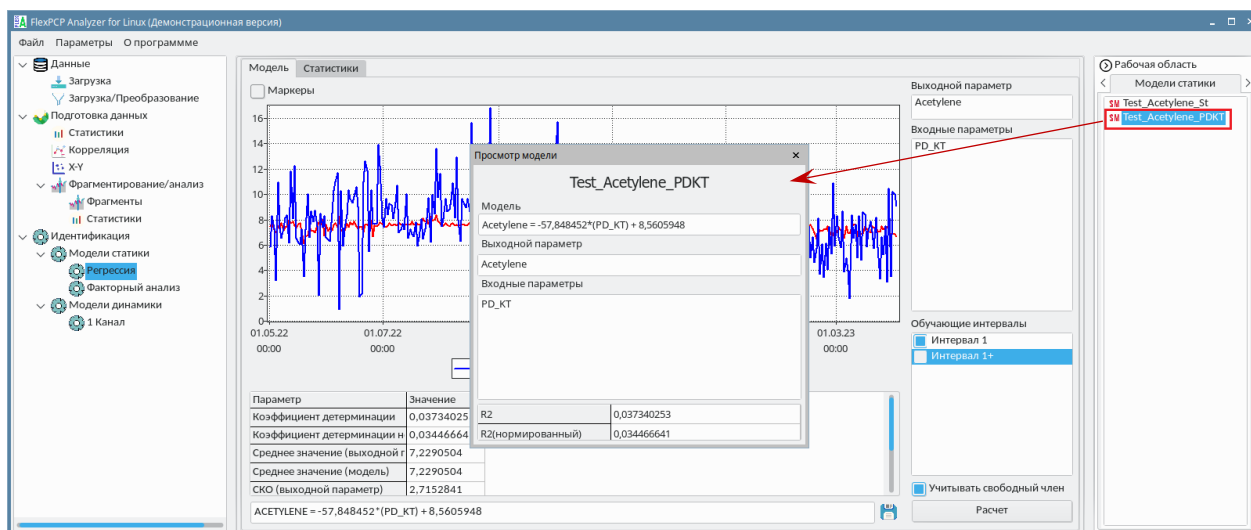 FlexPCP Analyzer for Linux (Демонстрационная версия)
Файл Параметры О программме
Данные
Загрузка
Загрузка/Преобразование
Подготовка данных
Статистики
Корреляция
X-Y
Фрагментирование/анализ
Фрагменты
Статистики
Идентификация
Модели статики
Регрессия
Факторный анализ
Модели динамики
1 Канал
Модель Статистики
Маркеры
16
14
12
10
8
6
4
2
0
01.05.22 01.07.22 01.03.23
00:00 00:00 00:00
Параметр Значение
Коэффициент детерминации 0,03734025
Коэффициент детерминации н 0,03446664
Среднее значение (выходной г 7,2290504
Среднее значение (модель) 7,2290504
СКО (выходной параметр) 2,7152841
ACETYLENE = -57,848452*(PD_KT) + 8,5605948
Просмотр модели
Test_Acetylene_PDKT
Модель
Acetylene = -57,848452*(PD_KT) + 8,5605948
Выходной параметр
Acetylene
Входные параметры
PD_KT
R2 0,037340253
R2(нормированный) 0,034466641
Выходной параметр
Acetylene
Входные параметры
PD_KT
Обучающие интервалы
Интервал 1
Интервал 1+
Учитывать свободный член
Расчет
Рабочая область
Модели статики
SM Test_Acetylene_St
SM Test_Acetylene_PDKT